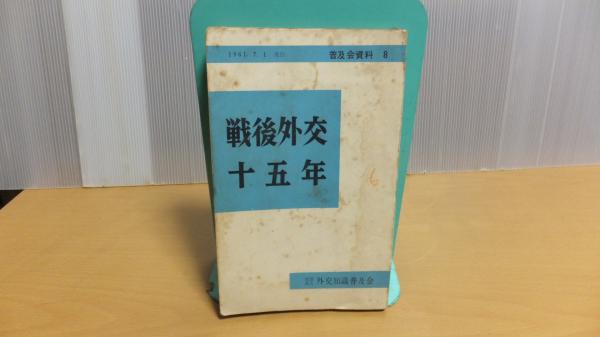 1961.7.1 普及会資料 8
戦後外交
十五年
6
外交知識普及会